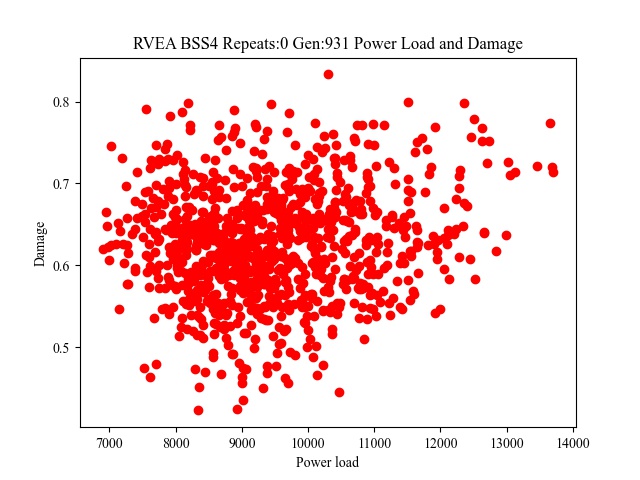 RVEA BSS4 Repeats:0 Gen:931 Power Load and Damage
0.8
0.7
0.6
0.5
Damage
7000 8000 9000 10000 11000 12000 13000 14000
Power load